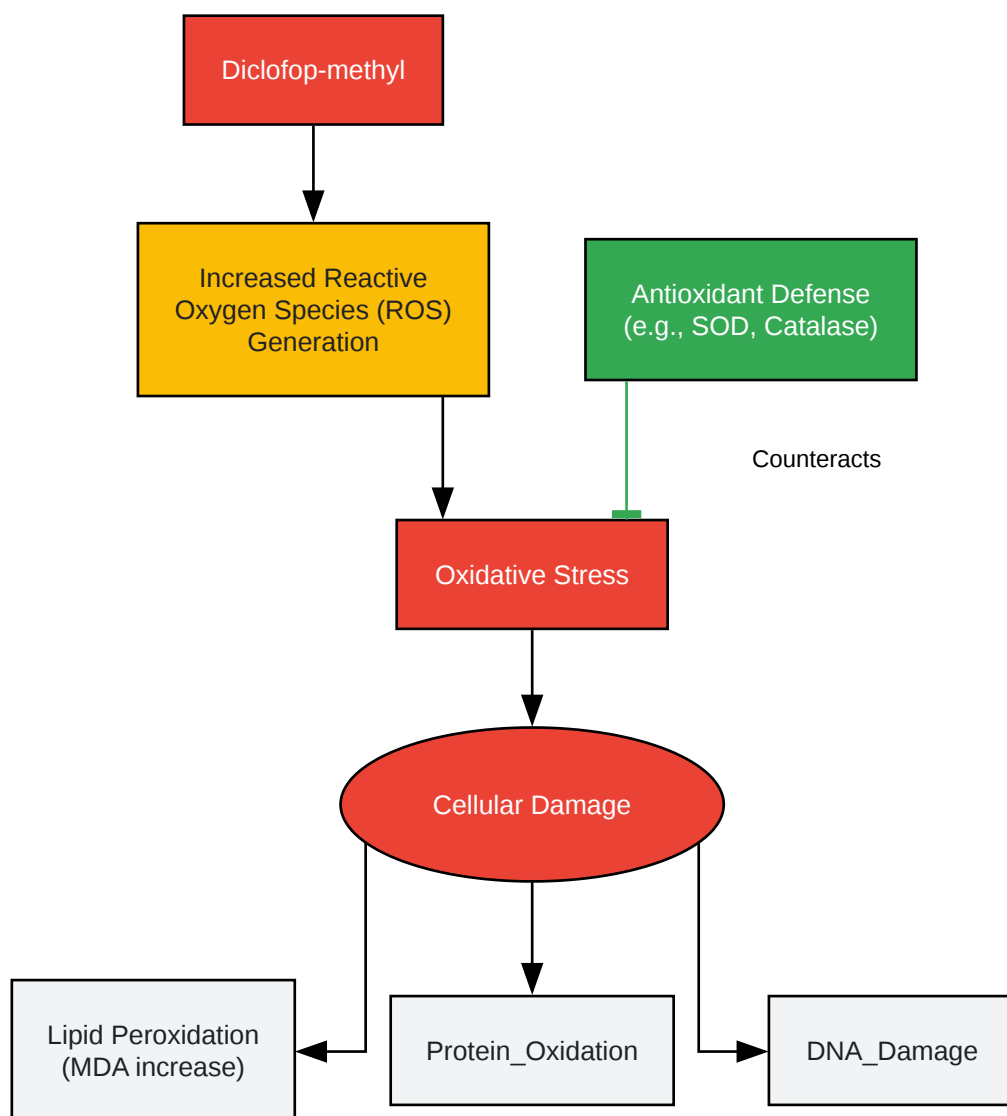 Diclofop-methyl
Increased Reactive
Oxygen Species (ROS)
Generation
Antioxidant Defense
(e.g., SOD, Catalase)
Counteracts
Oxidative Stress
Cellular Damage
Lipid Peroxidation
(MDA increase)
Protein_Oxidation
DNA_Damage